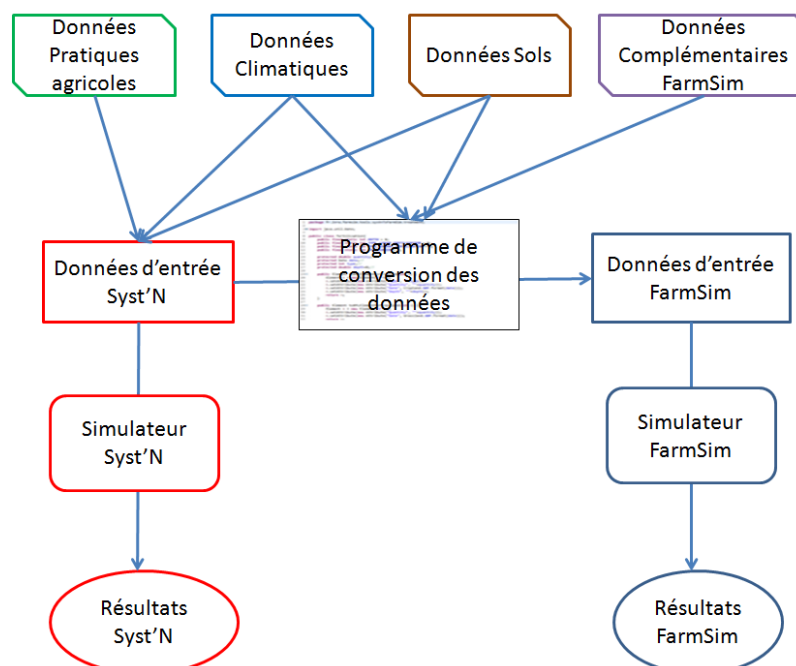 Données
Pratiques
agricoles
Données
Climatiques
Données Sols
Données
Complémentaires
FarmSim
Programme de
conversion des
données
Données d'entrée
Syst'N
Données d'entrée
FarmSim
Simulateur
Syst'N
Simulateur
FarmSim
Résultats
Syst'N
Résultats
FarmSim